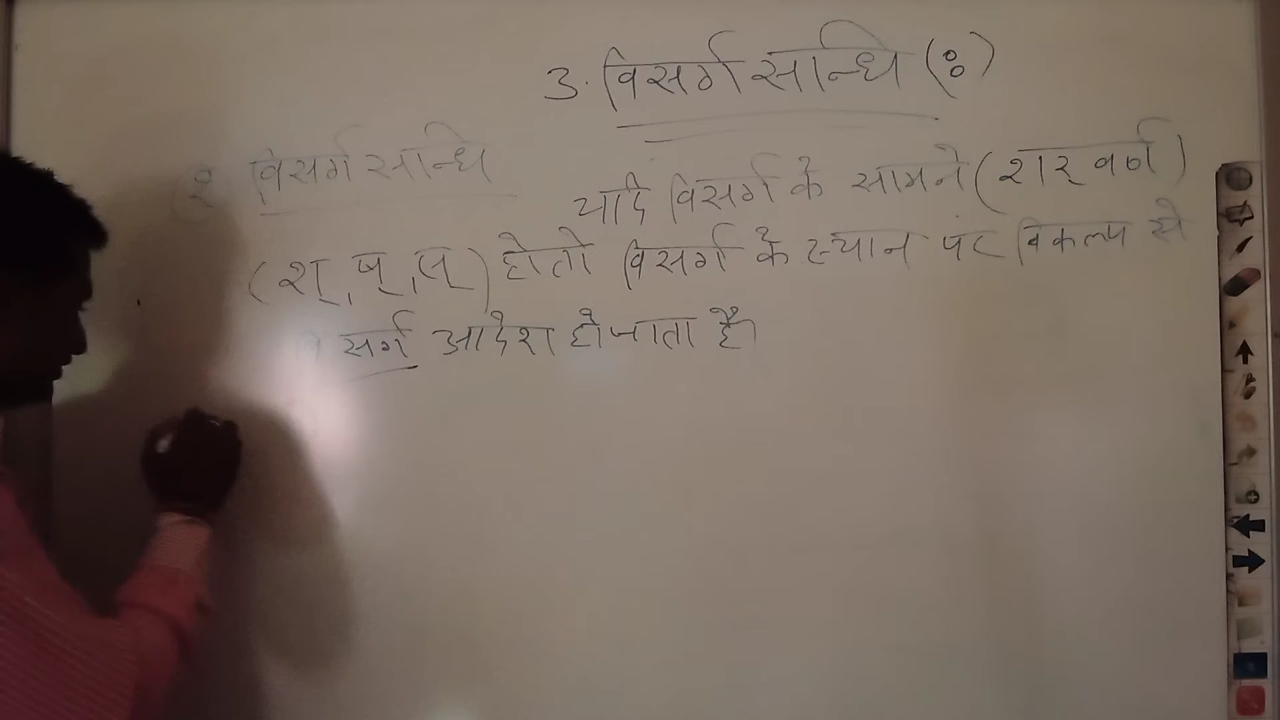 3. विसर्ग सन्धि (ः)
विसर्ग सन्धि
यदि विसर्ग के सामने (शर् वर्ण)
(श्, ष्, स्) हो तो विसर्ग के स्थान पर विकल्प से
विसर्ग आदेश हो जाता है।